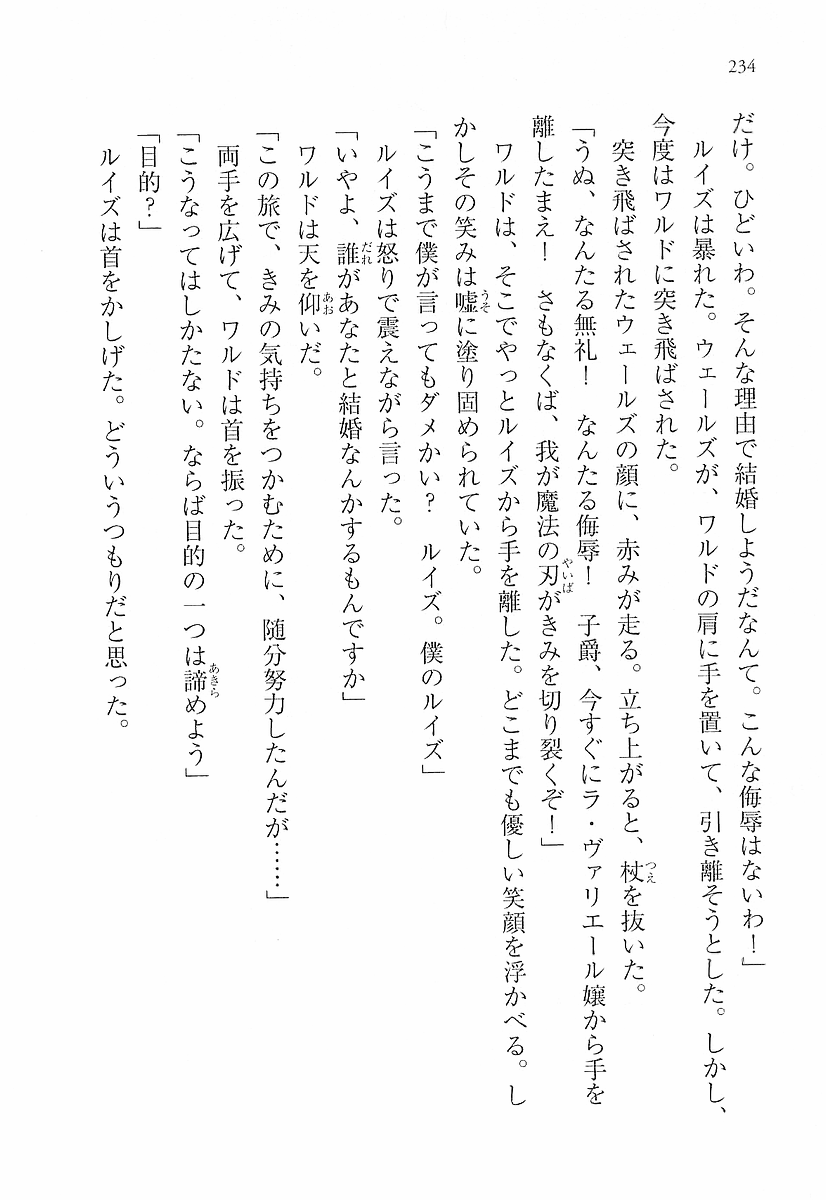 234
だけ。ひどいわ。そんな理由で結婚しようだなんて。こんな侮辱はないわ！」
　ルイズは暴れた。ウェールズが、ワルドの肩に手を置いて、引き離そうとした。しかし、
今度はワルドに突き飛ばされた。
　突き飛ばされたウェールズの顔に、赤みが走る。立ち上がると、杖を抜いた。
「うぬ、なんたる無礼！　なんたる侮辱！　子爵、今すぐにラ・ヴァリエール嬢から手を
離したまえ！　さもなくば、我が魔法の刃がきみを切り裂くぞ！」
　ワルドは、そこでやっとルイズから手を離した。どこまでも優しい笑顔を浮かべる。し
かしその笑みは嘘に塗り固められていた。
「こうまで僕が言ってもダメかい？　ルイズ。僕のルイズ」
　ルイズは怒りで震えながら言った。
「いやよ、誰があなたと結婚なんかするもんですか」
　ワルドは天を仰いだ。
「この旅で、きみの気持ちをつかむために、随分努力したんだが……」
　両手を広げて、ワルドは首を振った。
「こうなってはしかたない。ならば目的の一つは諦めよう」
「目的？」
　ルイズは首をかしげた。どういうつもりだと思った。